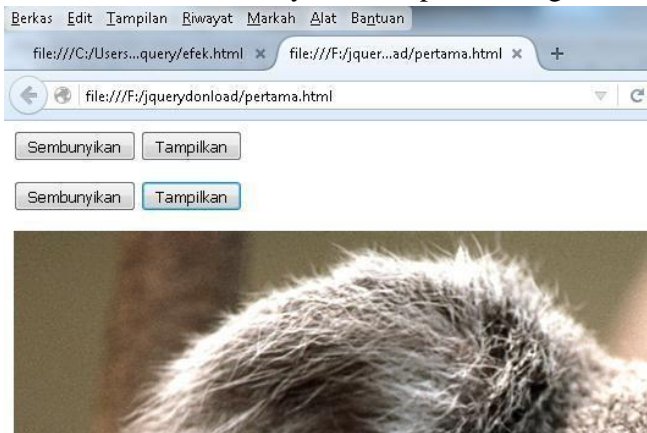 Berkas Edit Tampilan Riwayat Markah Alat Bantuan
file:///C:/Users...query/efek.html × file:///F:/jquer...ad/pertama.html × +
file:///F:/jquerydonload/pertama.html
Sembunyikan Tampilkan
Sembunyikan Tampilkan